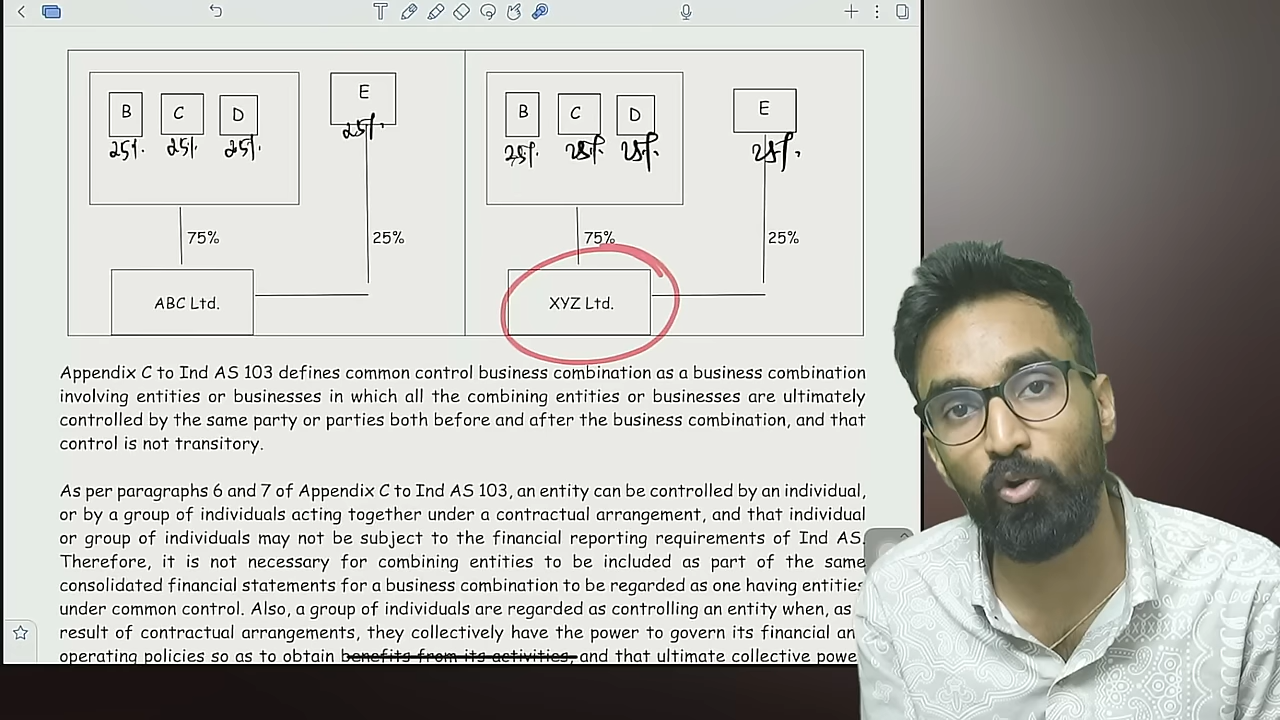 B C D E B C D E
25%. 25% 25%. 25%. 25%. 25%. 25%. 25%.
75% 25% 75% 25%
ABC Ltd. XYZ Ltd.
Appendix C to Ind AS 103 defines common control business combination as a business combination
involving entities or businesses in which all the combining entities or businesses are ultimately
controlled by the same party or parties both before and after the business combination, and that
control is not transitory.
As per paragraphs 6 and 7 of Appendix C to Ind AS 103, an entity can be controlled by an individual,
or by a group of individuals acting together under a contractual arrangement, and that individual
or group of individuals may not be subject to the financial reporting requirements of Ind AS.
Therefore, it is not necessary for combining entities to be included as part of the same
consolidated financial statements for a business combination to be regarded as one having entities
under common control. Also, a group of individuals are regarded as controlling an entity when, as
result of contractual arrangements, they collectively have the power to govern its financial an
operating policies so as to obtain benefits from its activities, and that ultimate collective powe